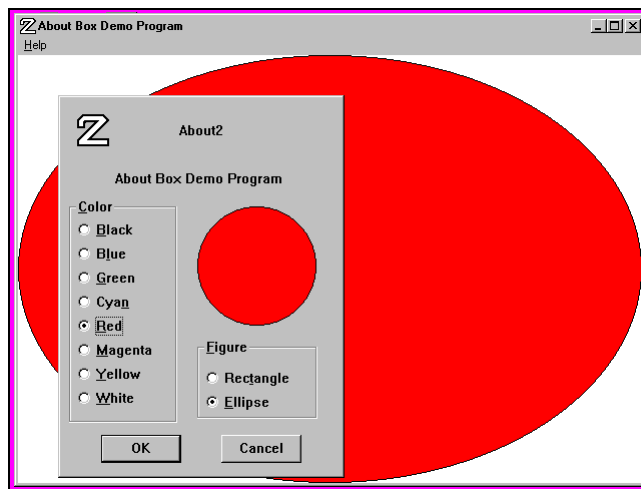 About Box Demo Program
Help
About2
About Box Demo Program
Color
Black
Blue
Green
Cyan
Red
Magenta
Yellow
White
Figure
Rectangle
Ellipse
OK
Cancel